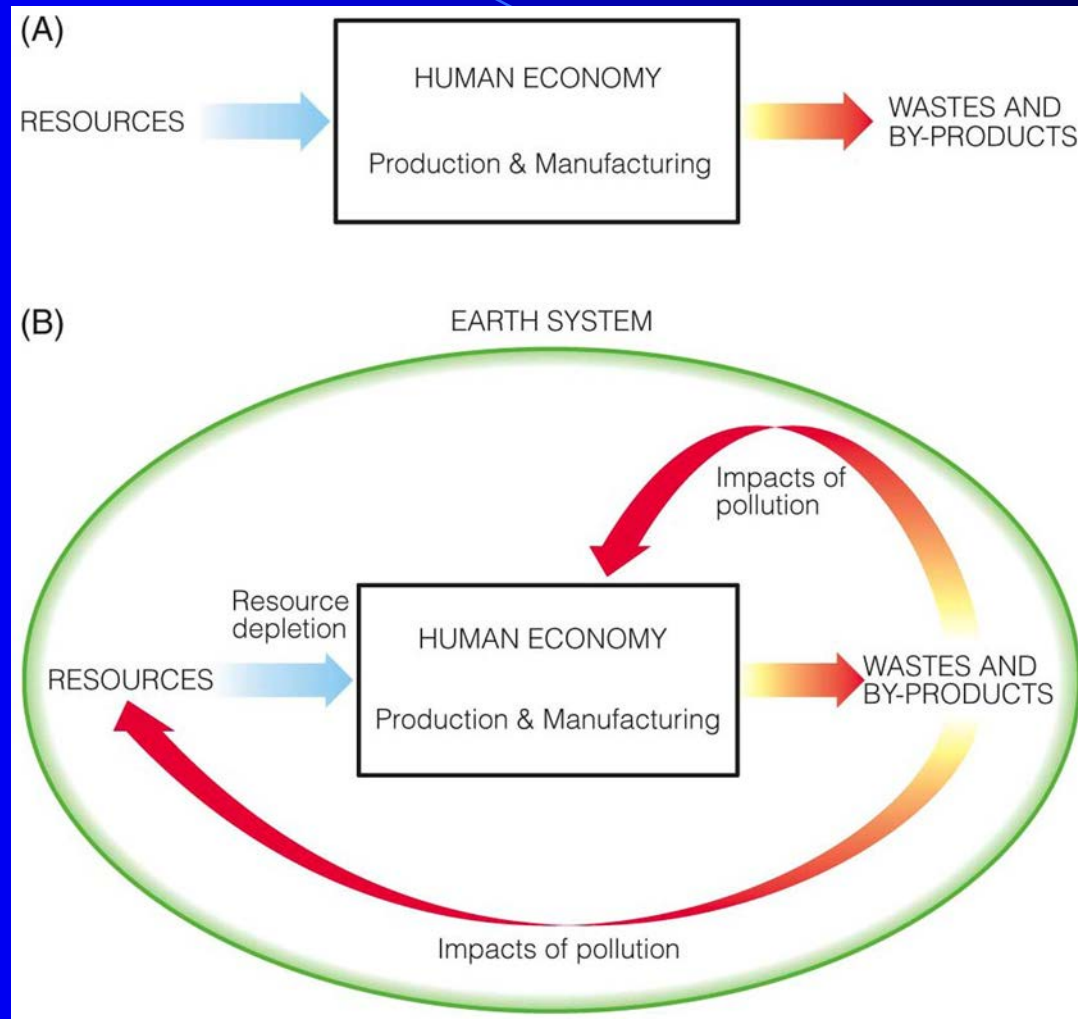 (A)
HUMAN ECONOMY
RESOURCES
Production & Manufacturing
WASTES AND
BY-PRODUCTS
(B)
EARTH SYSTEM
Impacts of
pollution
Resource
depletion
RESOURCES
HUMAN ECONOMY
Production & Manufacturing
WASTES AND
BY-PRODUCTS
Impacts of pollution